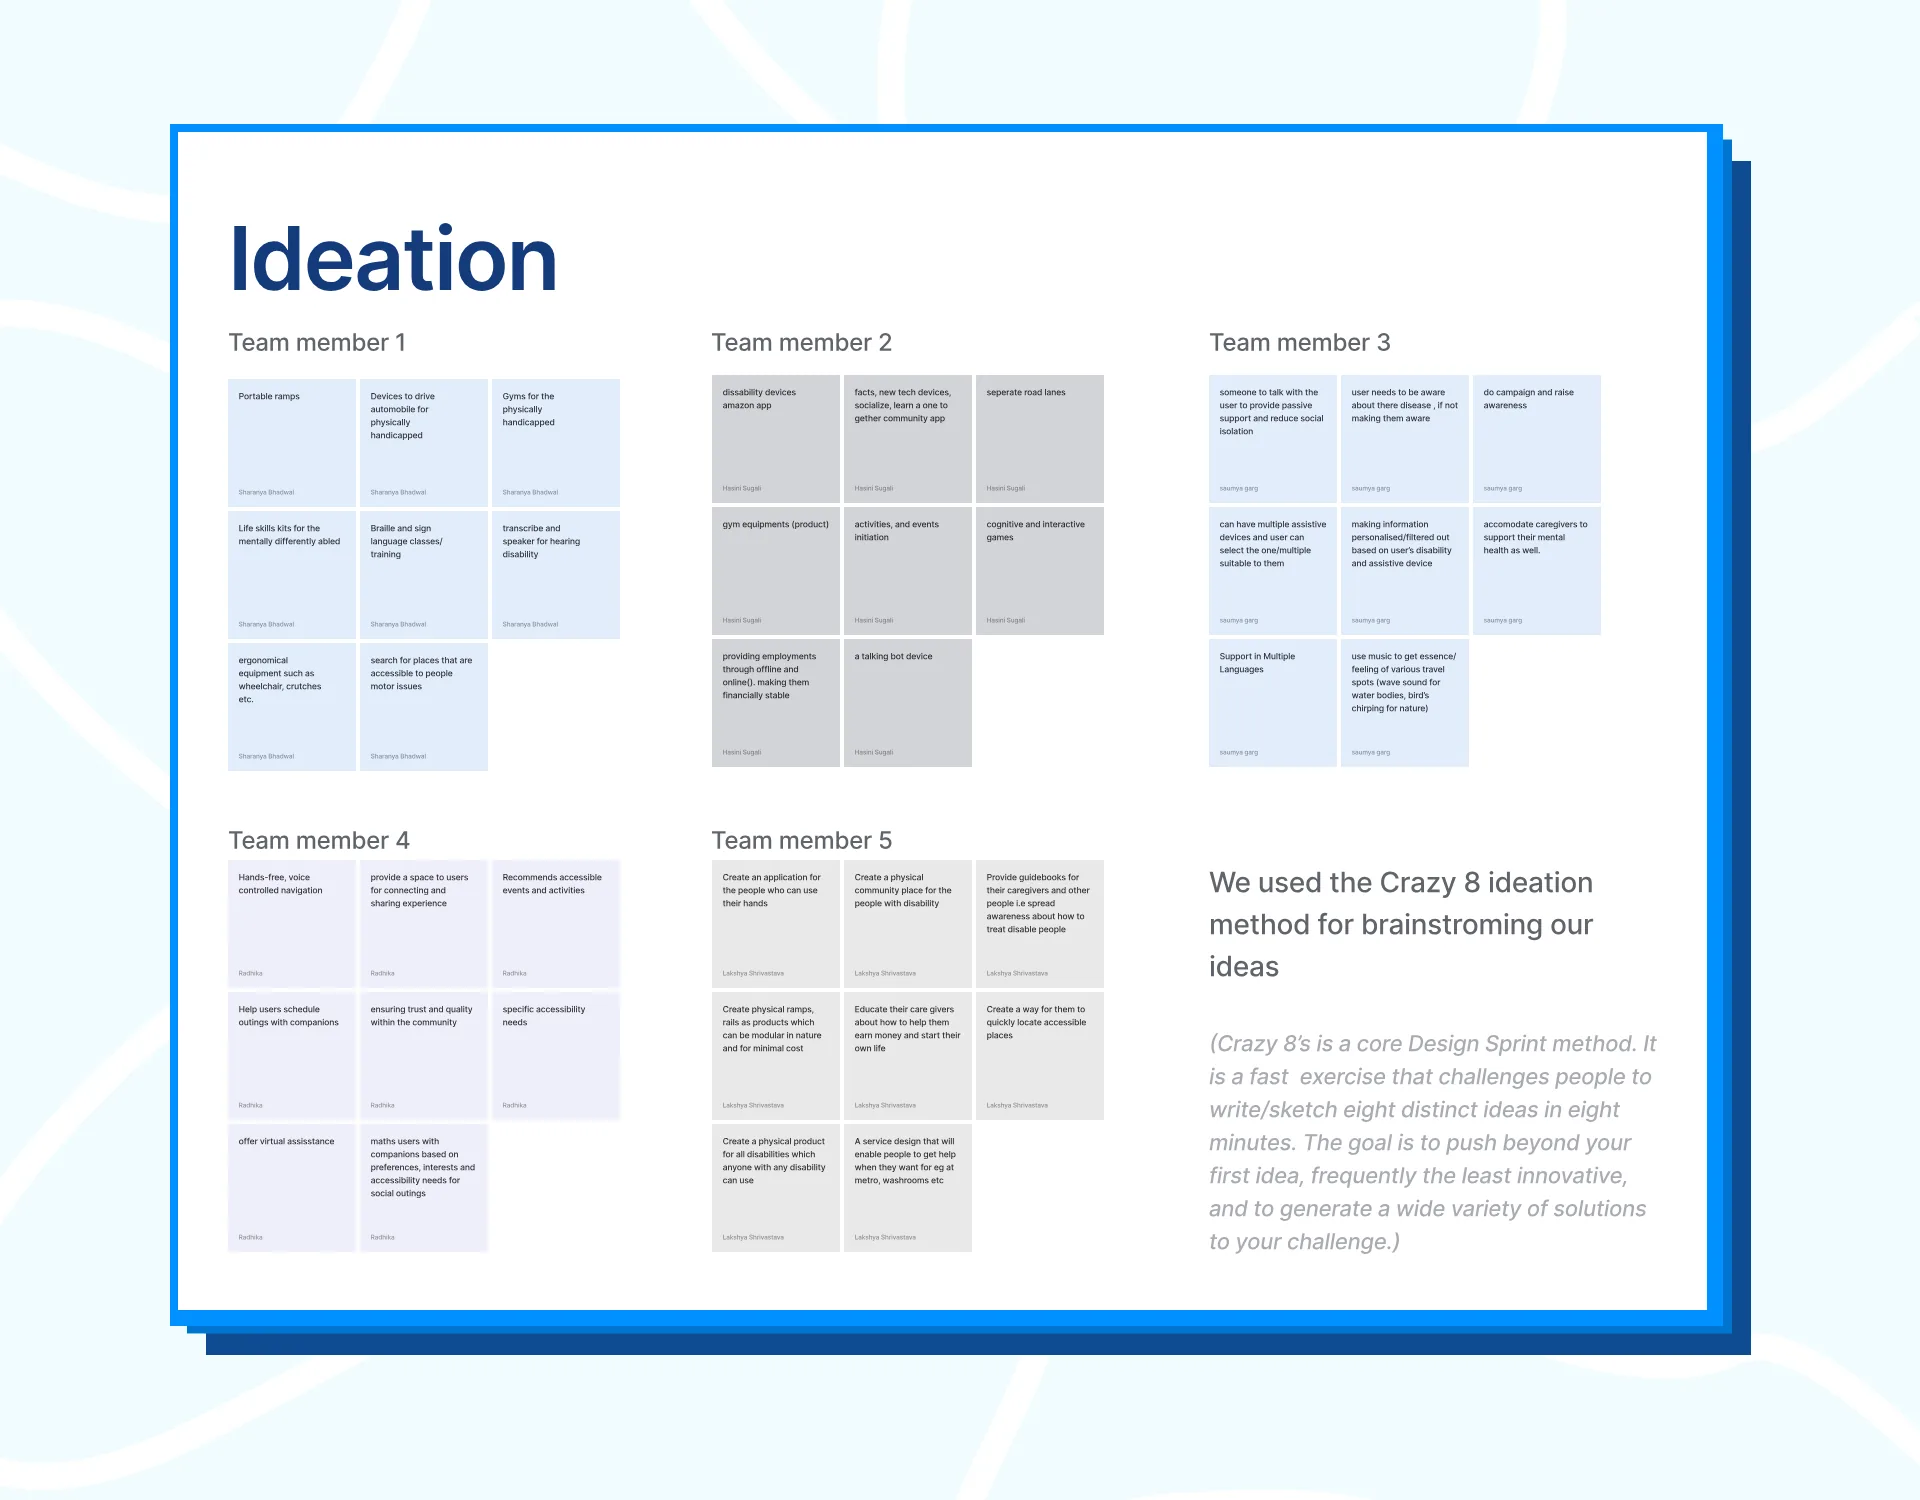 Ideation
Team member 1
Portable ramps
Sharanya Bhadwal
Devices to drive
automobile for
physically
handicapped
Sharanya Bhadwal
Gyms for the
physically
handicapped
Sharanya Bhadwal
Life skills kits for the
mentally differently abled
Sharanya Bhadwal
Braille and sign
language classes/
training
Sharanya Bhadwal
transcribe and
speaker for hearing
disability
Sharanya Bhadwal
ergonomical
equipment such as
wheelchair, crutches
etc.
Sharanya Bhadwal
search for places that are
accessible to people
motor issues
Sharanya Bhadwal
Team member 2
dissability devices
amazon app
Hasini Sugali
facts, new tech devices,
socialize, learn a one to
gether community app
Hasini Sugali
seperate road lanes
Hasini Sugali
gym equipments (product)
Hasini Sugali
activities, and events
initiation
Hasini Sugali
cognitive and interactive
games
Hasini Sugali
providing employments
through offline and
online(). making them
financially stable
Hasini Sugali
a talking bot device
Hasini Sugali
Team member 3
someone to talk with the
user to provide passive
support and reduce social
isolation
saumya garg
user needs to be aware
about there disease , if not
making them aware
saumya garg
do campaign and raise
awareness
saumya garg
can have multiple assistive
devices and user can
select the one/multiple
suitable to them
saumya garg
making information
personalised/filtered out
based on user’s disability
and assistive device
saumya garg
accomodate caregivers to
support their mental
health as well.
saumya garg
Support in Multiple
Languages
saumya garg
use music to get essence/
feeling of various travel
spots (wave sound for
water bodies, bird’s
chirping for nature)
saumya garg
Team member 4
Hands-free, voice
controlled navigation
Radhika
provide a space to users
for connecting and
sharing experience
Radhika
Recommends accessible
events and activities
Radhika
Help users schedule
outings with companions
Radhika
ensuring trust and quality
within the community
Radhika
specific accessibility
needs
Radhika
offer virtual assisstance
Radhika
maths users with
companions based on
preferences, interests and
accessibility needs for
social outings
Radhika
Team member 5
Create an application for
the people who can use
their hands
Lakshya Shrivastava
Create a physical
community place for the
people with disability
Lakshya Shrivastava
Provide guidebooks for
their caregivers and other
people i.e spread
awareness about how to
treat disable people
Lakshya Shrivastava
Create physical ramps,
rails as products which
can be modular in nature
and for minimal cost
Lakshya Shrivastava
Educate their care givers
about how to help them
earn money and start their
own life
Lakshya Shrivastava
Create a way for them to
quickly locate accessible
places
Lakshya Shrivastava
Create a physical product
for all disabilities which
anyone with any disability
can use
Lakshya Shrivastava
A service design that will
enable people to get help
when they want for eg at
metro, washrooms etc
Lakshya Shrivastava
We used the Crazy 8 ideation
method for brainstroming our
ideas
(Crazy 8’s is a core Design Sprint method. It
is a fast  exercise that challenges people to
write/sketch eight distinct ideas in eight
minutes. The goal is to push beyond your
first idea, frequently the least innovative,
and to generate a wide variety of solutions
to your challenge.)